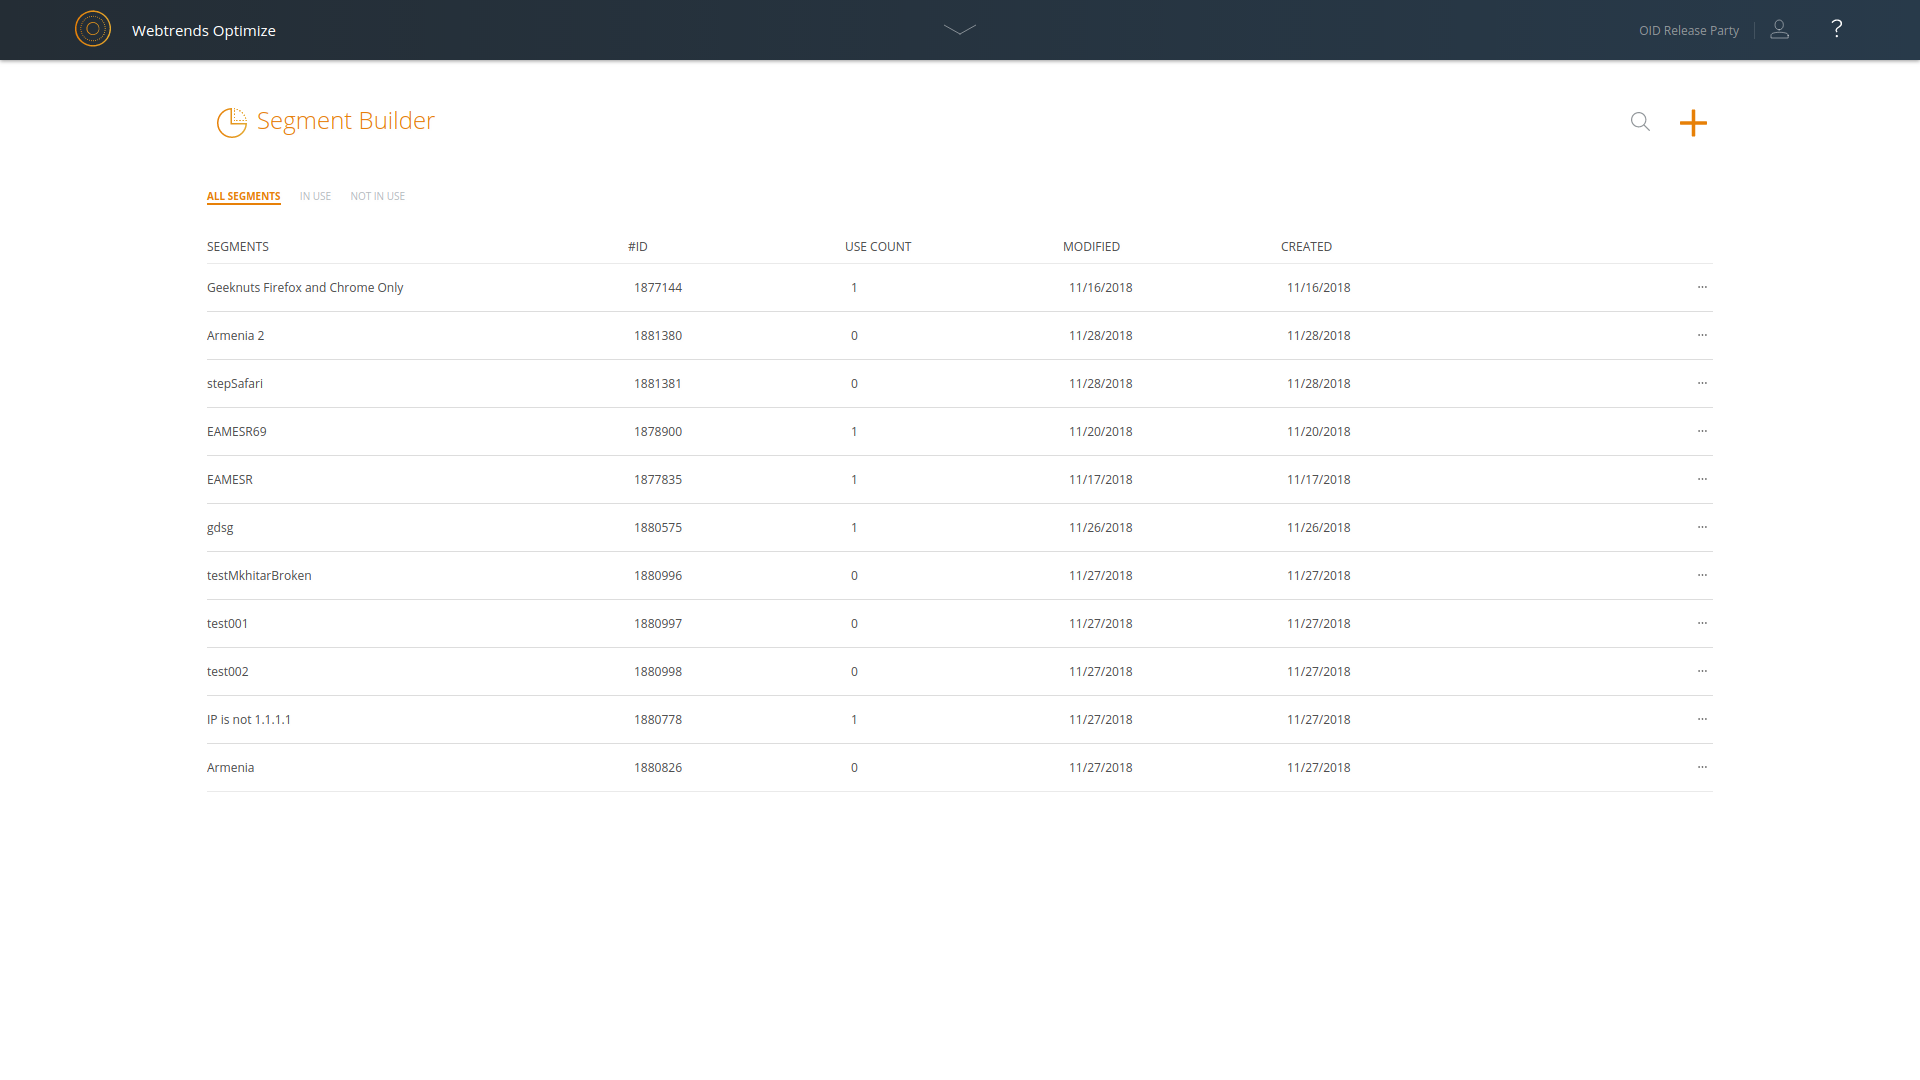 Webtrends Optimize
OID Release Party
?
Segment Builder
ALL SEGMENTS IN USE NOT IN USE
SEGMENTS #ID USE COUNT MODIFIED CREATED
Geeknuts Firefox and Chrome Only 1877144 1 11/16/2018 11/16/2018 ...
Armenia 2 1881380 0 11/28/2018 11/28/2018 ...
stepSafari 1881381 0 11/28/2018 11/28/2018 ...
EAMESR69 1878900 1 11/20/2018 11/20/2018 ...
EAMESR 1877835 1 11/17/2018 11/17/2018 ...
gdsg 1880575 1 11/26/2018 11/26/2018 ...
testMkhitarBroken 1880996 0 11/27/2018 11/27/2018 ...
test001 1880997 0 11/27/2018 11/27/2018 ...
test002 1880998 0 11/27/2018 11/27/2018 ...
IP is not 1.1.1.1 1880778 1 11/27/2018 11/27/2018 ...
Armenia 1880826 0 11/27/2018 11/27/2018 ...